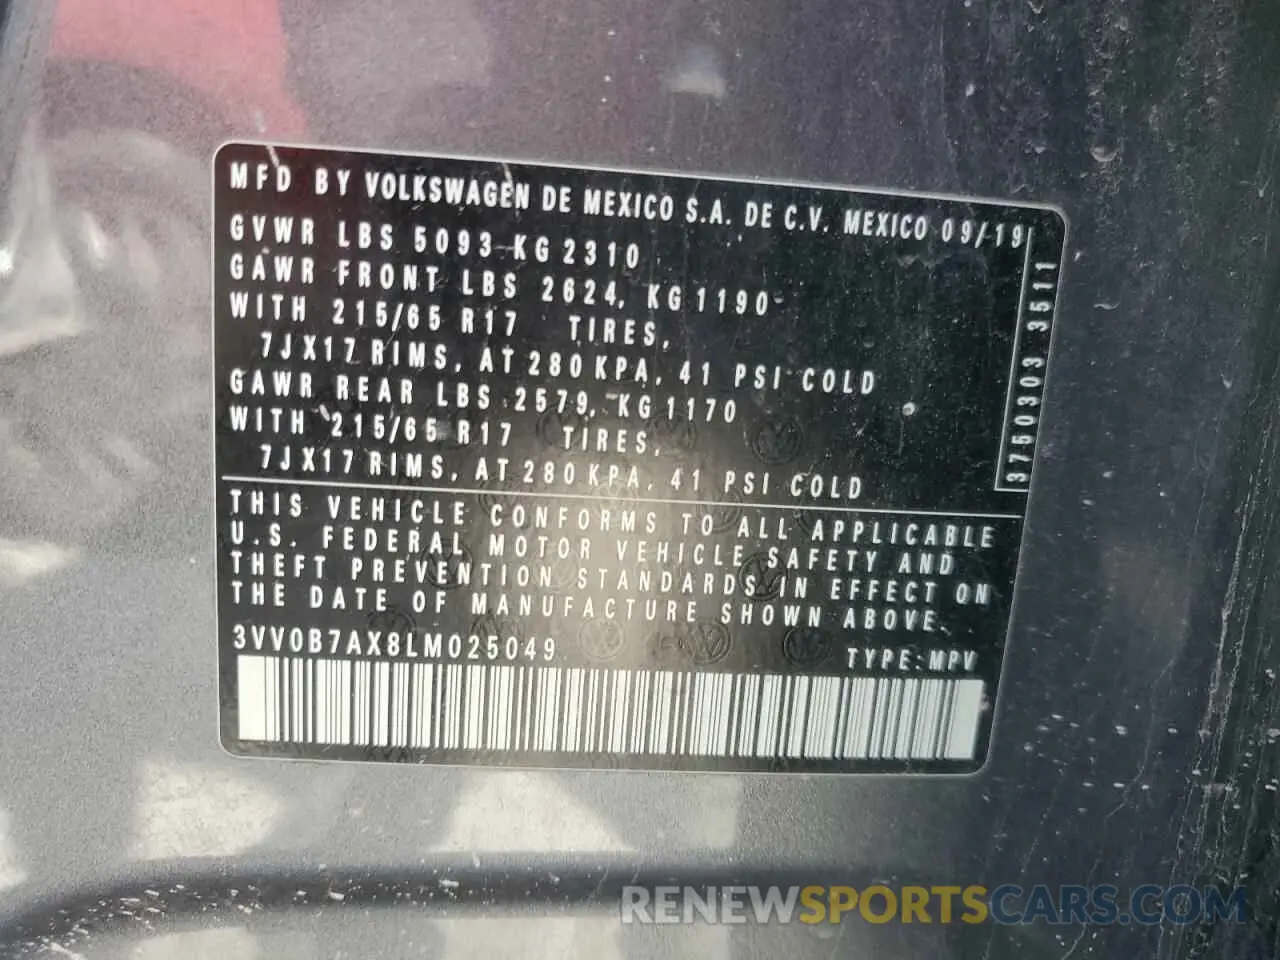 MFD BY VOLKSWAGEN DE MEXICO S.A. DE C.V. MEXICO 09/19
GVWR LBS 5093 KG 2310
GAWR FRONT LBS 2624, KG 1190
WITH 215/65 R17 TIRES,
7JX17 RIMS, AT 280 KPA, 41 PSI COLD
GAWR REAR LBS 2579, KG 1170
WITH 215/65 R17 TIRES,
7JX17 RIMS, AT 280 KPA, 41 PSI COLD
3750303 3511
THIS VEHICLE CONFORMS TO ALL APPLICABLE
U.S. FEDERAL MOTOR VEHICLE SAFETY AND
THEFT PREVENTION STANDARDS IN EFFECT ON
THE DATE OF MANUFACTURE SHOWN ABOVE.
3VV0B7AX8LM025049
TYPE:MPV
RENEWSPORTSCARS.COM